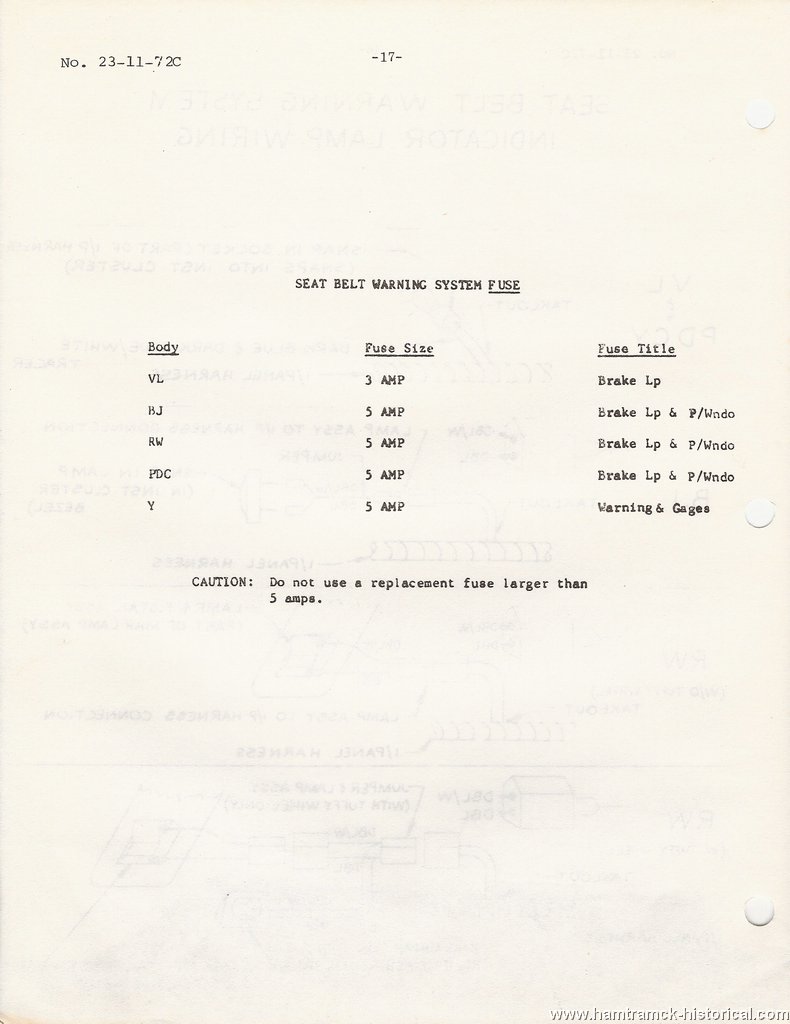 No. 23-11-72C
-17-
SEAT BELT WARNING SYSTEM FUSE
Body Fuse Size Fuse Title
VL 3 AMP Brake Lp
BJ 5 AMP Brake Lp & P/Wndo
RW 5 AMP Brake Lp & P/Wndo
PDC 5 AMP Brake Lp & P/Wndo
Y 5 AMP Warning & Gages
CAUTION: Do not use a replacement fuse larger than
5 amps.
www.hamtramck-historical.com